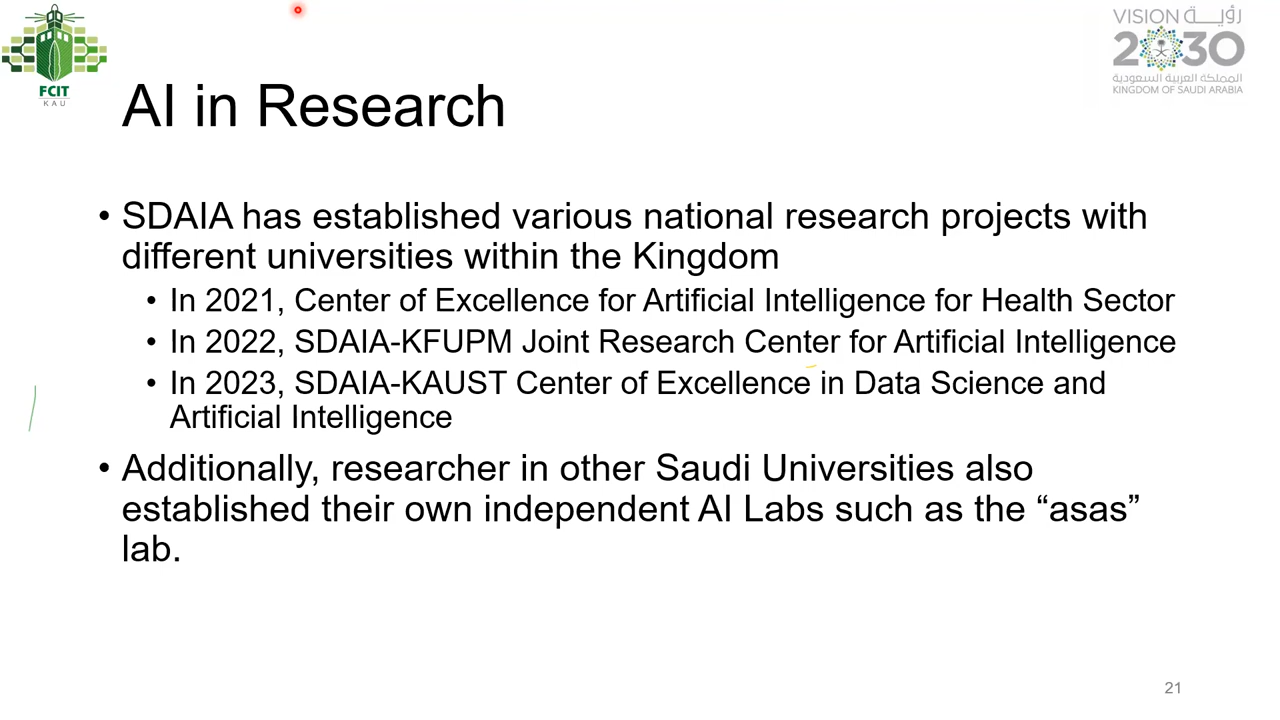 FCIT
KAU
VISION رؤيـــة
2030
المملكة العربية السعودية
KINGDOM OF SAUDI ARABIA
AI in Research
• SDAIA has established various national research projects with
different universities within the Kingdom
• In 2021, Center of Excellence for Artificial Intelligence for Health Sector
• In 2022, SDAIA-KFUPM Joint Research Center for Artificial Intelligence
• In 2023, SDAIA-KAUST Center of Excellence in Data Science and
Artificial Intelligence
• Additionally, researcher in other Saudi Universities also
established their own independent AI Labs such as the “asas”
lab.
21